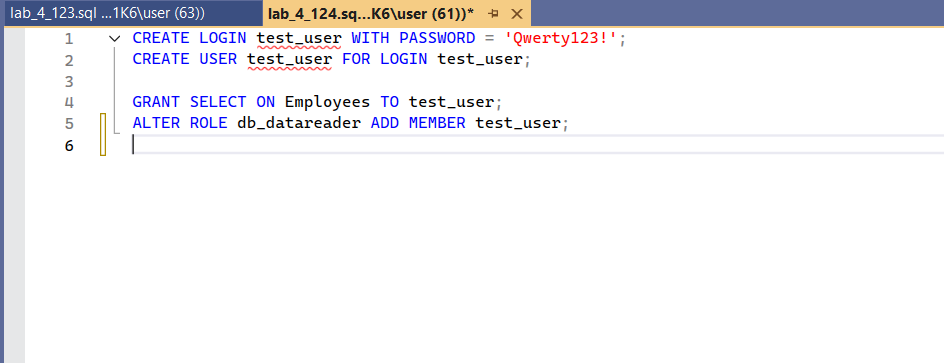 lab_4_123.sql ...1K6\user (63))
lab_4_124.sq...K6\user (61))*
1 CREATE LOGIN test_user WITH PASSWORD = 'Qwerty123!';
2 CREATE USER test_user FOR LOGIN test_user;
3
4 GRANT SELECT ON Employees TO test_user;
5 ALTER ROLE db_datareader ADD MEMBER test_user;
6